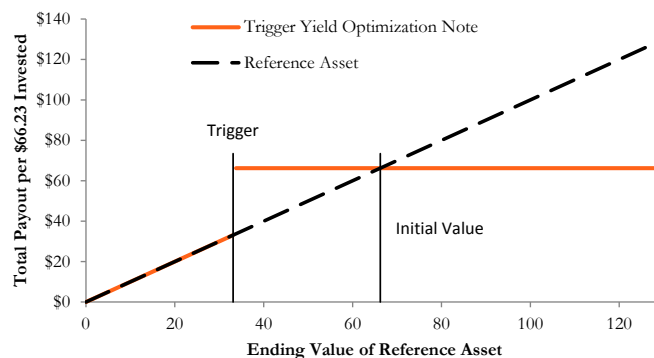 $140
$120
$100
$80
$60
$40
$20
$0
Total Payout per $66.23 Invested
Trigger Yield Optimization Note
Reference Asset
Trigger
Initial Value
0
20
40
60
80
100
120
Ending Value of Reference Asset